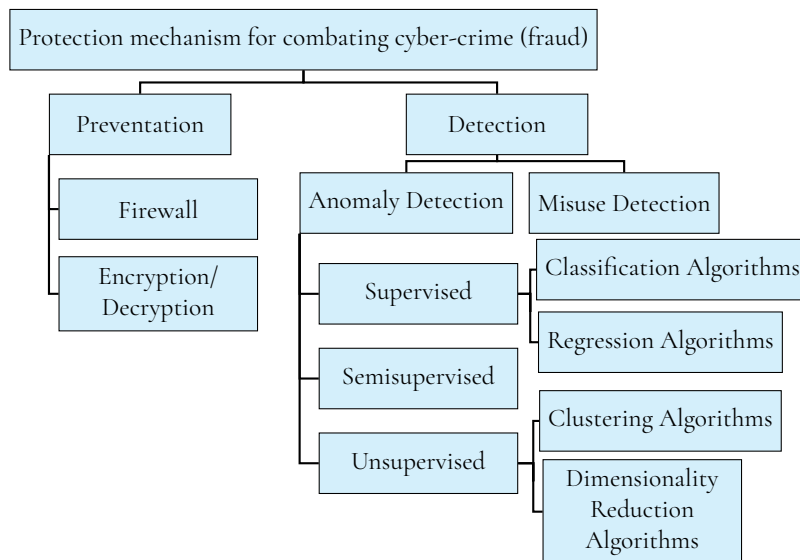 Protection mechanism for combating cyber-crime (fraud)
Preventation
Detection
Firewall
Encryption/
Decryption
Anomaly Detection
Misuse Detection
Supervised
Classification Algorithms
Regression Algorithms
Semisupervised
Unsupervised
Clustering Algorithms
Dimensionality
Reduction
Algorithms